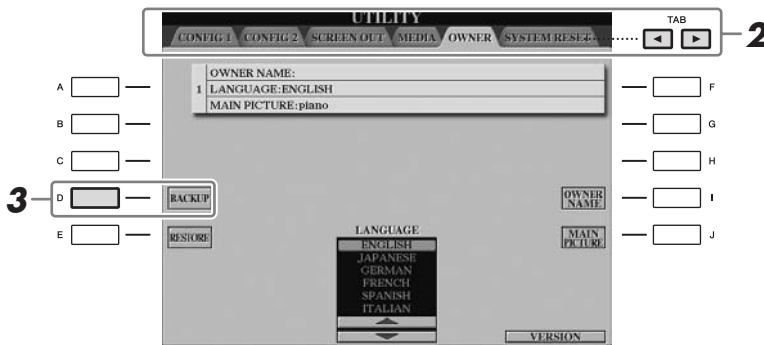 UTILITY
CONFIG 1 CONFIG 2 SCREEN OUT MEDIA OWNER SYSTEM RESET
TAB
2
OWNER NAME:
1 LANGUAGE:ENGLISH
MAIN PICTURE:piano
A
F
B
G
C
H
3
D
BACKUP
OWNER
NAME
I
E
RESTORE
LANGUAGE
MAIN
PICTURE
J
ENGLISH
JAPANESE
GERMAN
FRENCH
SPANISH
ITALIAN
VERSION